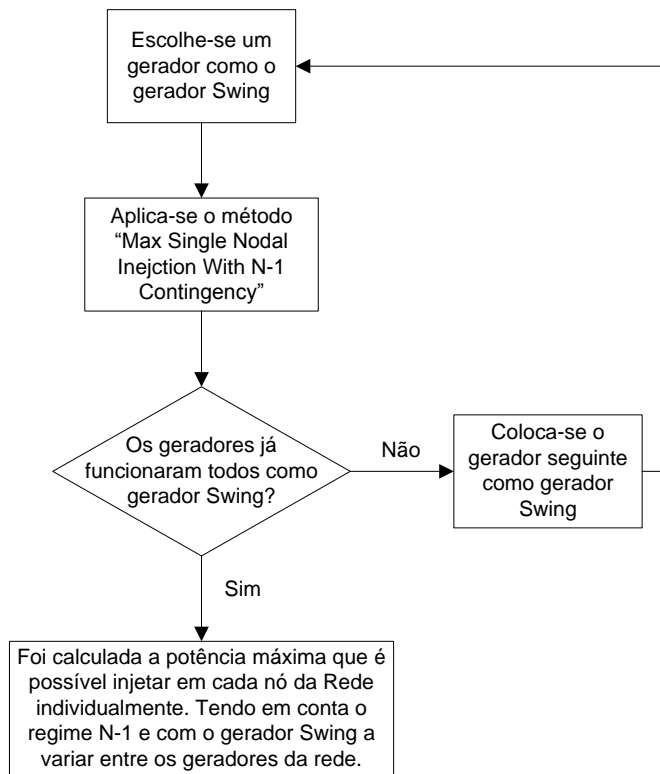 Escolhe-se um
gerador como o
gerador Swing
Aplica-se o método
“Max Single Nodal
Inejction With N-1
Contingency”
Os geradores já
funcionaram todos como
gerador Swing?
Não
Coloca-se o
gerador seguinte
como gerador
Swing
Sim
Foi calculada a potência máxima que é
possível injetar em cada nó da Rede
individualmente. Tendo em conta o
regime N-1 e com o gerador Swing a
variar entre os geradores da rede.